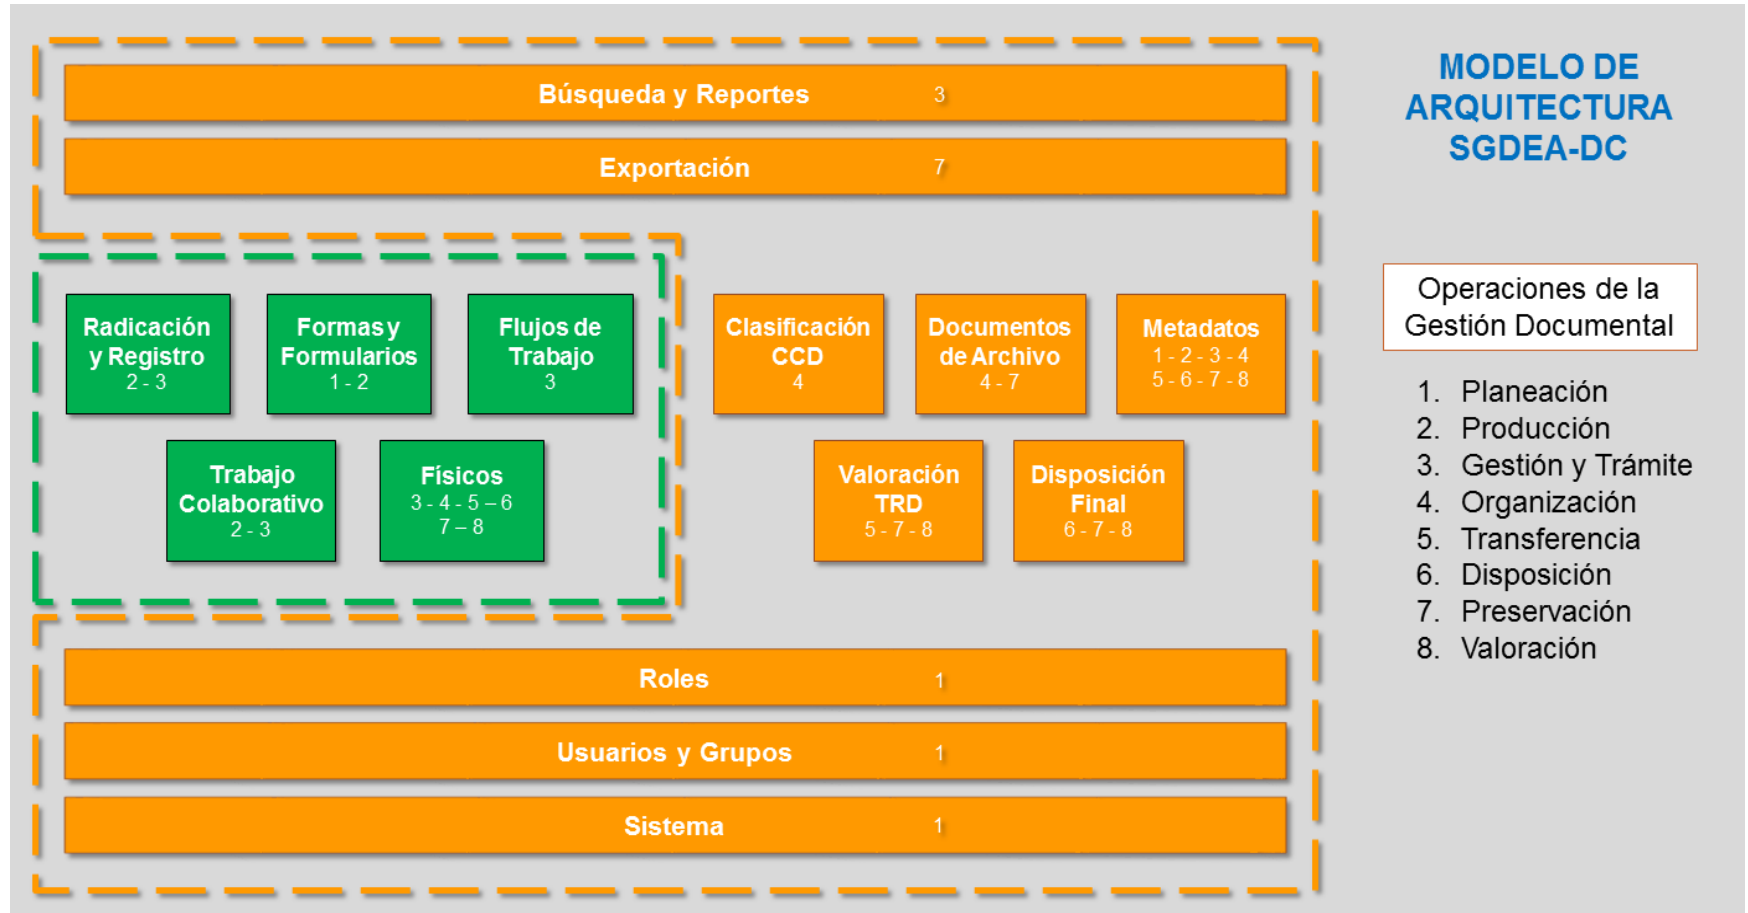 MODELO DE
ARQUITECTURA
SGDEA-DC
Búsqueda y Reportes 3
Exportación 7
Radicación
y Registro
2 - 3
Formas y
Formularios
1 - 2
Flujos de
Trabajo
3
Clasificación
CCD
4
Documentos
de Archivo
4 - 7
Metadatos
1 - 2 - 3 - 4
5 - 6 - 7 - 8
Trabajo
Colaborativo
2 - 3
Físicos
3 - 4 - 5 – 6
7 – 8
Valoración
TRD
5 - 7 - 8
Disposición
Final
6 - 7 - 8
Roles 1
Usuarios y Grupos 1
Sistema 1
Operaciones de la
Gestión Documental
1. Planeación
2. Producción
3. Gestión y Trámite
4. Organización
5. Transferencia
6. Disposición
7. Preservación
8. Valoración